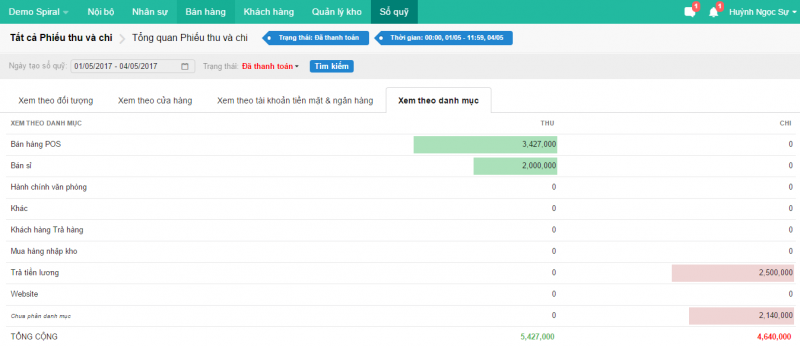 Demo Spiral Nội bộ Nhân sự Bán hàng Khách hàng Quản lý kho Sổ quỹ 1 1 Huỳnh Ngọc Sư
Tất cả Phiếu thu và chi Tổng quan Phiếu thu và chi Trạng thái: Đã thanh toán Thời gian: 00:00, 01/05 - 11:59, 04/05
Ngày tạo sổ quỹ: 01/05/2017 - 04/05/2017 Trạng thái: Đã thanh toán Tìm kiếm
Xem theo đối tượng Xem theo cửa hàng Xem theo tài khoản tiền mặt & ngân hàng Xem theo danh mục
XEM THEO DANH MỤC THU CHI
Bán hàng POS 3,427,000 0
Bán sỉ 2,000,000 0
Hành chính văn phòng 0 0
Khác 0 0
Khách hàng Trả hàng 0 0
Mua hàng nhập kho 0 0
Trả tiền lương 0 2,500,000
Website 0 0
Chưa phân danh mục 0 2,140,000
TỔNG CỘNG 5,427,000 4,640,000